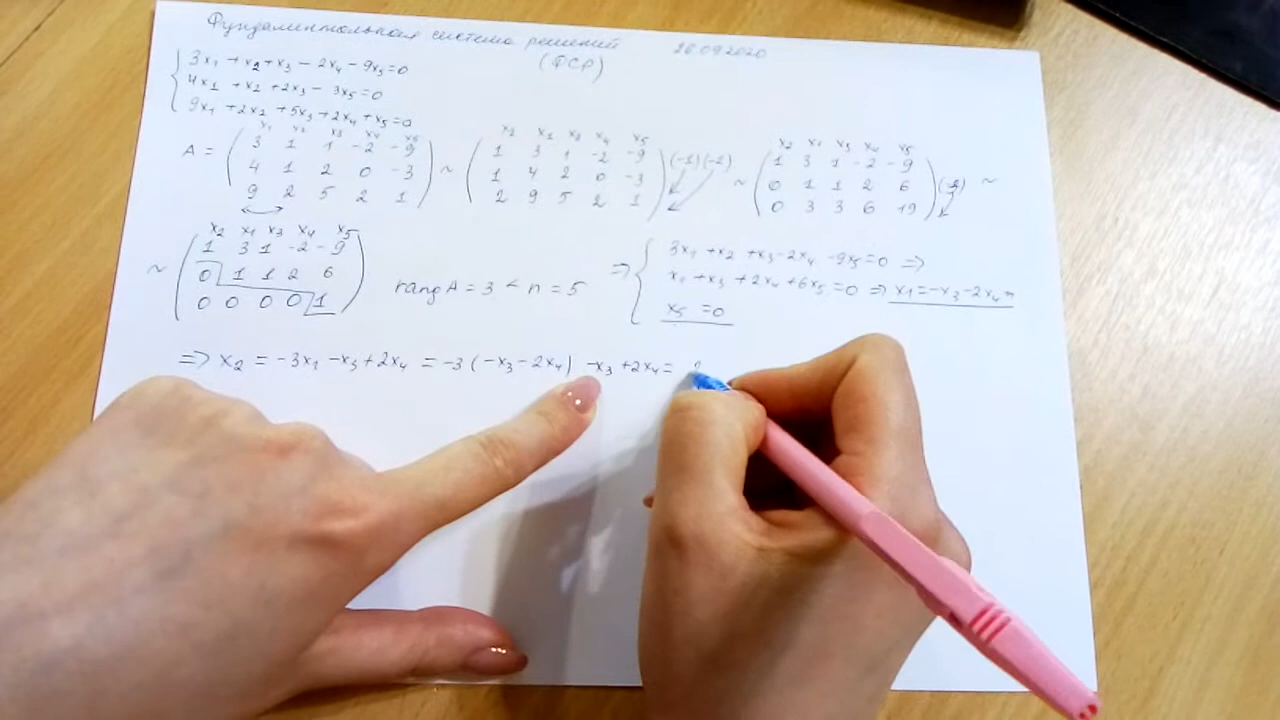 Фундаментальная система решений 26.09.2020
(ФСР)
3x₁ + x₂ + x₃ - 2x₄ - 9x₅ = 0
4x₁ + x₂ + 2x₃ - 3x₅ = 0
9x₁ + 2x₂ + 5x₃ + 2x₄ + x₅ = 0
x₁ x₂ x₃ x₄ x₅ x₂ x₁ x₃ x₄ x₅ x₂ x₁ x₃ x₄ x₅
3 1 1 -2 -9 1 3 1 -2 -9 (-1) (-2) 1 3 1 -2 -9
A = 4 1 2 0 -3 ~ 1 4 2 0 -3 ~ 0 1 1 2 6 ~
9 2 5 2 1 2 9 5 2 1 0 3 3 6 19
x₂ x₁ x₃ x₄ x₅
1 3 1 -2 -9 3x₁ + x₂ + x₃ - 2x₄ - 9x₅ = 0 =>
~ 0 1 1 2 6 rang A = 3 < n = 5 => x₁ + x₃ + 2x₄ + 6x₅ = 0 => x₁ = -x₃ - 2x₄
0 0 0 0 1 x₅ = 0
=> x₂ = -3x₁ - x₃ + 2x₄ = -3(-x₃ - 2x₄) - x₃ + 2x₄ =